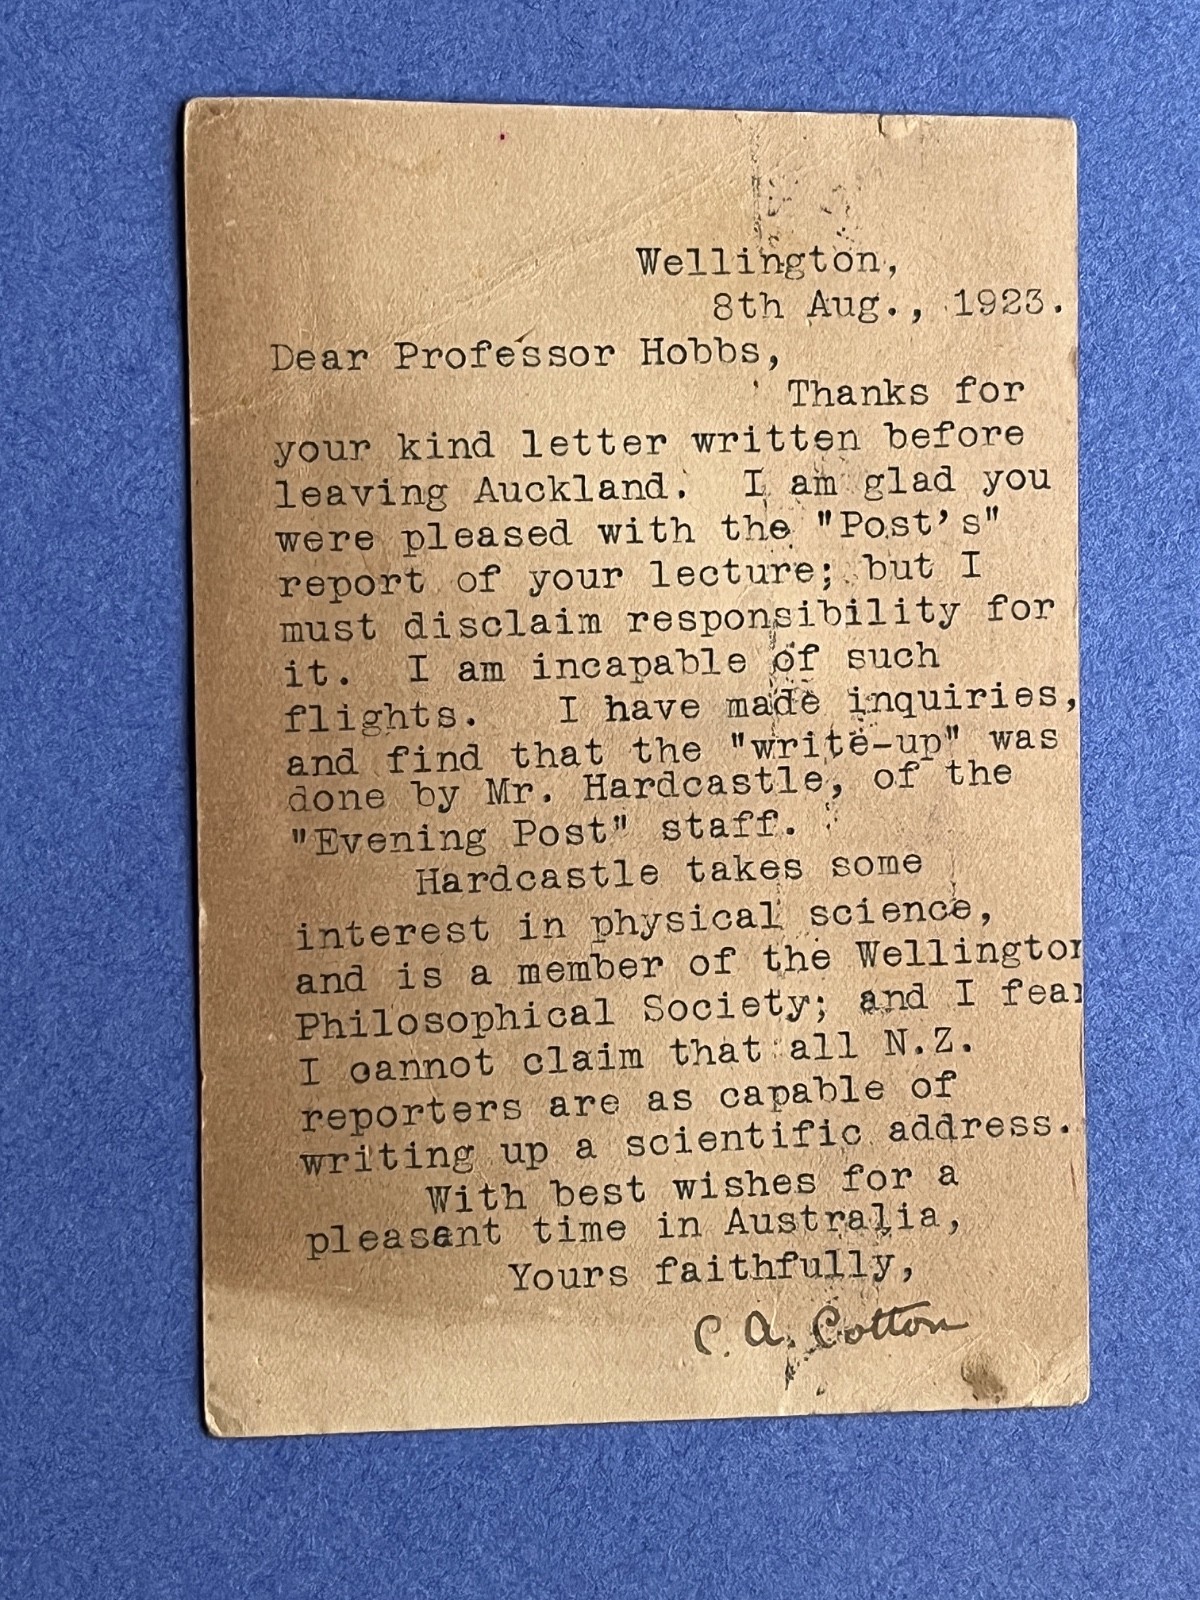 Wellington,
8th Aug., 1923.
Dear Professor Hobbs,
Thanks for
your kind letter written before
leaving Auckland. I am glad you
were pleased with the "Post's"
report of your lecture; but I
must disclaim responsibility for
it. I am incapable of such
flights. I have made inquiries,
and find that the "write-up" was
done by Mr. Hardcastle, of the
"Evening Post" staff.
Hardcastle takes some
interest in physical science,
and is a member of the Wellington
Philosophical Society; and I fear
I cannot claim that all N.Z.
reporters are as capable of
writing up a scientific address.
With best wishes for a
pleasant time in Australia,
Yours faithfully,
C. A. Cotton